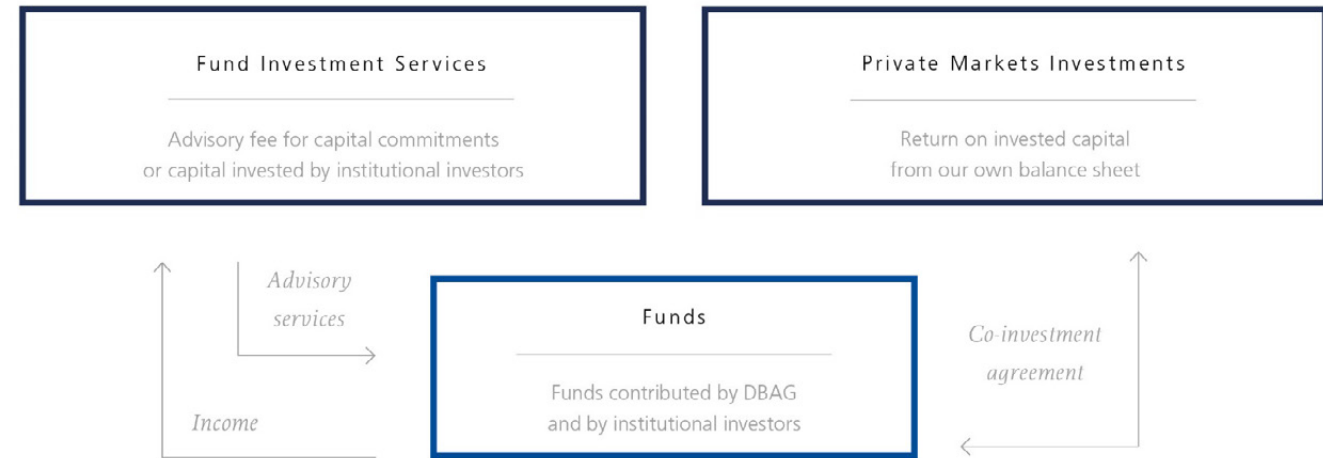 Fund Investment Services
Advisory fee for capital commitments
or capital invested by institutional investors
Private Markets Investments
Return on invested capital
from our own balance sheet
Advisory
services
Income
Funds
Funds contributed by DBAG
and by institutional investors
Co-investment
agreement